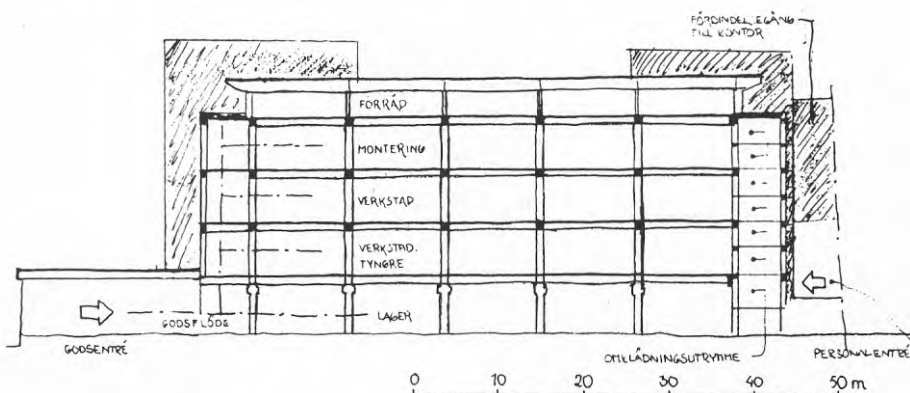 FÖRBINDELSEGÅNG
TILL KONTOR
FÖRRÅD
MONTERING
VERKSTAD
VERKSTAD.
TYNGRE
LAGER
GODSFLÖDE
GODSENTRÉ
OMKLÄDNINGSUTRYMME
PERSONALENTRÉ
0 10 20 30 40 50 m